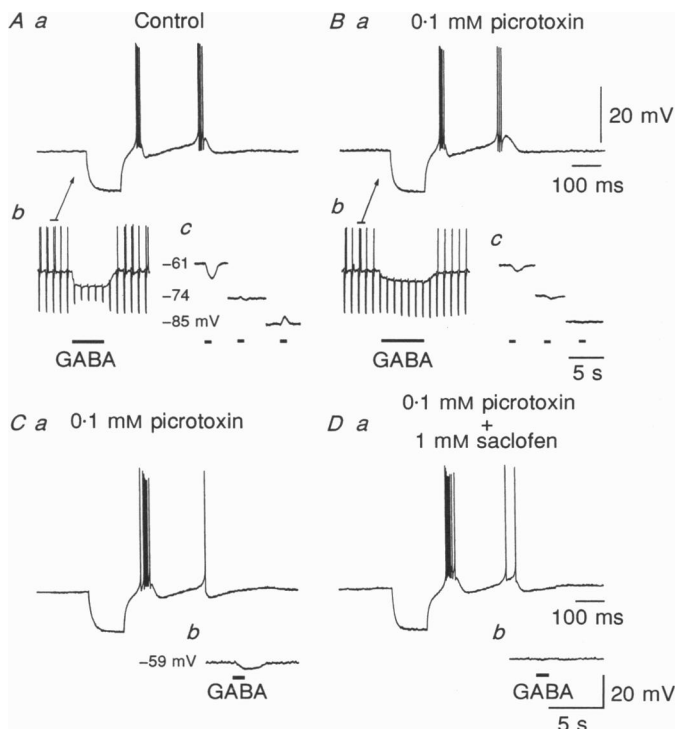 A a Control
B a 0·1 mM picrotoxin
20 mV
100 ms
b
c
−61
−74
−85 mV
GABA
b
c
GABA
5 s
C a 0·1 mM picrotoxin
D a 0·1 mM picrotoxin
+
1 mM saclofen
100 ms
b
−59 mV
GABA
b
GABA
20 mV
5 s